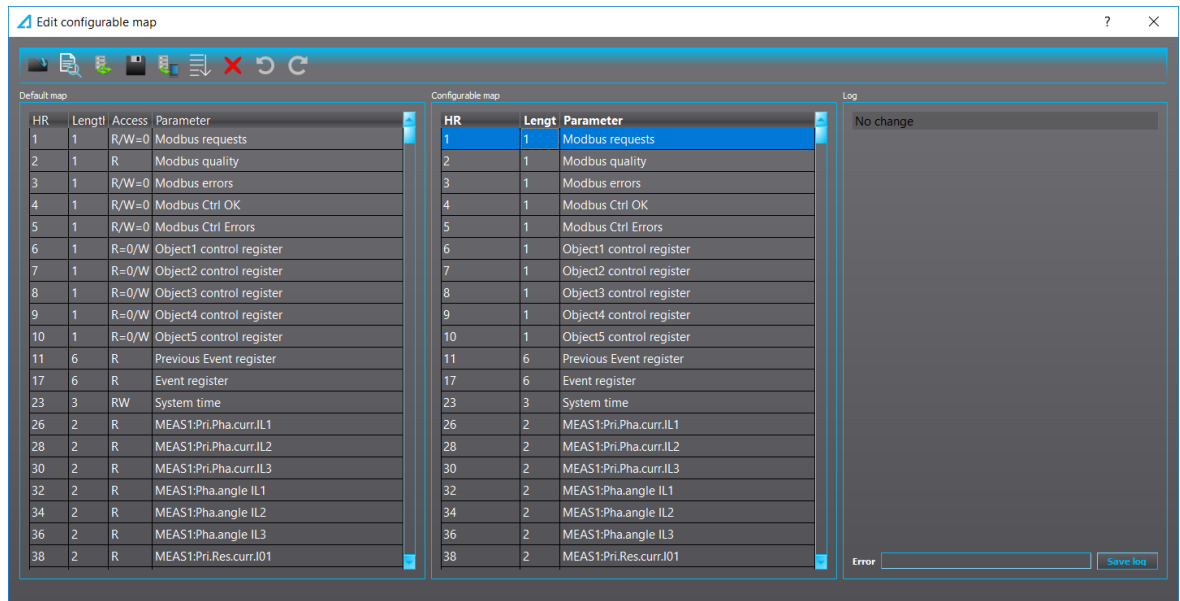 Edit configurable map
?
Default map
Configurable map
Log
HR Lengtl Access Parameter
1 1 R/W=0 Modbus requests
2 1 R Modbus quality
3 1 R/W=0 Modbus errors
4 1 R/W=0 Modbus Ctrl OK
5 1 R/W=0 Modbus Ctrl Errors
6 1 R=0/W Object1 control register
7 1 R=0/W Object2 control register
8 1 R=0/W Object3 control register
9 1 R=0/W Object4 control register
10 1 R=0/W Object5 control register
11 6 R Previous Event register
17 6 R Event register
23 3 RW System time
26 2 R MEAS1:Pri.Pha.curr.IL1
28 2 R MEAS1:Pri.Pha.curr.IL2
30 2 R MEAS1:Pri.Pha.curr.IL3
32 2 R MEAS1:Pha.angle IL1
34 2 R MEAS1:Pha.angle IL2
36 2 R MEAS1:Pha.angle IL3
38 2 R MEAS1:Pri.Res.curr.I01
HR Lengt Parameter
1 1 Modbus requests
2 1 Modbus quality
3 1 Modbus errors
4 1 Modbus Ctrl OK
5 1 Modbus Ctrl Errors
6 1 Object1 control register
7 1 Object2 control register
8 1 Object3 control register
9 1 Object4 control register
10 1 Object5 control register
11 6 Previous Event register
17 6 Event register
23 3 System time
26 2 MEAS1:Pri.Pha.curr.IL1
28 2 MEAS1:Pri.Pha.curr.IL2
30 2 MEAS1:Pri.Pha.curr.IL3
32 2 MEAS1:Pha.angle IL1
34 2 MEAS1:Pha.angle IL2
36 2 MEAS1:Pha.angle IL3
38 2 MEAS1:Pri.Res.curr.I01
No change
Error
Save log